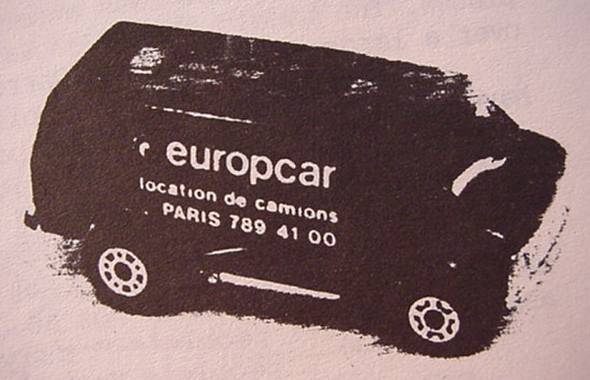 europcar
location de camions
PARIS 789 41 00